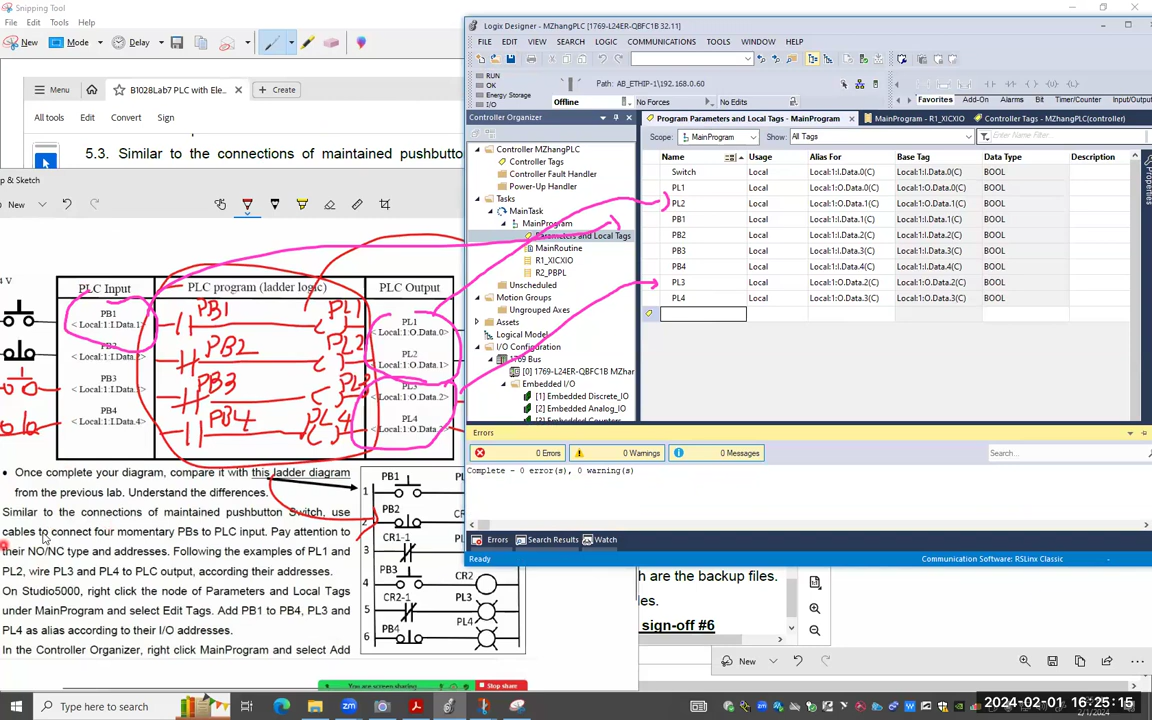 Snipping Tool
File Edit Tools Help
New Mode Delay
Menu B1028Lab7 PLC with Ele... Create
All tools Edit Convert Sign
5.3. Similar to the connections of maintained pushbutto
p & Sketch
New
4 V
PLC Input PLC program (ladder logic) PLC Output
PB1
< Local:1:I.Data.1>
PB1 PL1
PL1
< Local:1:O.Data.0>
PB2 PL2
PL2
< Local:1:O.Data.1>
PB3
< Local:1:I.Data.3>
PB3
PL3
< Local:1:O.Data.2>
PB4
< Local:1:I.Data.4>
PB4 PL4
PL4
• Once complete your diagram, compare it with this ladder diagram
from the previous lab. Understand the differences.
Similar to the connections of maintained pushbutton Switch, use
cables to connect four momentary PBs to PLC input. Pay attention to
their NO/NC type and addresses. Following the examples of PL1 and
PL2, wire PL3 and PL4 to PLC output, according their addresses.
On Studio5000, right click the node of Parameters and Local Tags
under MainProgram and select Edit Tags. Add PB1 to PB4, PL3 and
PL4 as alias according to their I/O addresses.
In the Controller Organizer, right click MainProgram and select Add
1 PB1
2 PB2
3 CR1-1
4 PB3 CR2
5 CR2-1 PL3
6 PB4 PL4
Logix Designer - MZhangPLC [1769-L24ER-QBFC1B 32.11]
FILE EDIT VIEW SEARCH LOGIC COMMUNICATIONS TOOLS WINDOW HELP
RUN
OK
Energy Storage
I/O
Path: AB_ETHIP-1\192.168.0.60
Offline No Forces No Edits
Favorites Add-On Alarms Bit Timer/Counter Input/Outpu
Controller Organizer
Controller MZhangPLC
Controller Tags
Controller Fault Handler
Power-Up Handler
Tasks
MainTask
MainProgram
Parameters and Local Tags
MainRoutine
R1_XICXIO
R2_PBPL
Unscheduled
Motion Groups
Ungrouped Axes
Assets
Logical Model
I/O Configuration
1769 Bus
[0] 1769-L24ER-QBFC1B MZhar
Embedded I/O
[1] Embedded Discrete_IO
[2] Embedded Analog_IO
[3] Embedded Counters
Program Parameters and Local Tags - MainProgram MainProgram - R1_XICXIO Controller Tags - MZhangPLC(controller)
Scope: MainProgram Show: All Tags Enter Name Filter...
Name Usage Alias For Base Tag Data Type Description
Switch Local Local:1:I.Data.0(C) Local:1:I.Data.0(C) BOOL
PL1 Local Local:1:O.Data.0(C) Local:1:O.Data.0(C) BOOL
PL2 Local Local:1:O.Data.1(C) Local:1:O.Data.1(C) BOOL
PB1 Local Local:1:I.Data.1(C) Local:1:I.Data.1(C) BOOL
PB2 Local Local:1:I.Data.2(C) Local:1:I.Data.2(C) BOOL
PB3 Local Local:1:I.Data.3(C) Local:1:I.Data.3(C) BOOL
PB4 Local Local:1:I.Data.4(C) Local:1:I.Data.4(C) BOOL
PL3 Local Local:1:O.Data.2(C) Local:1:O.Data.2(C) BOOL
PL4 Local Local:1:O.Data.3(C) Local:1:O.Data.3(C) BOOL
Properties
Errors
0 Errors 0 Warnings 0 Messages Search...
Complete - 0 error(s), 0 warning(s)
Errors Search Results Watch
Ready Communication Software: RSLinx Classic
h are the backup files.
es.
sign-off #6
New
You are screen sharing Stop share
Type here to search
2024-02-01 16:25:15
2/1/2024